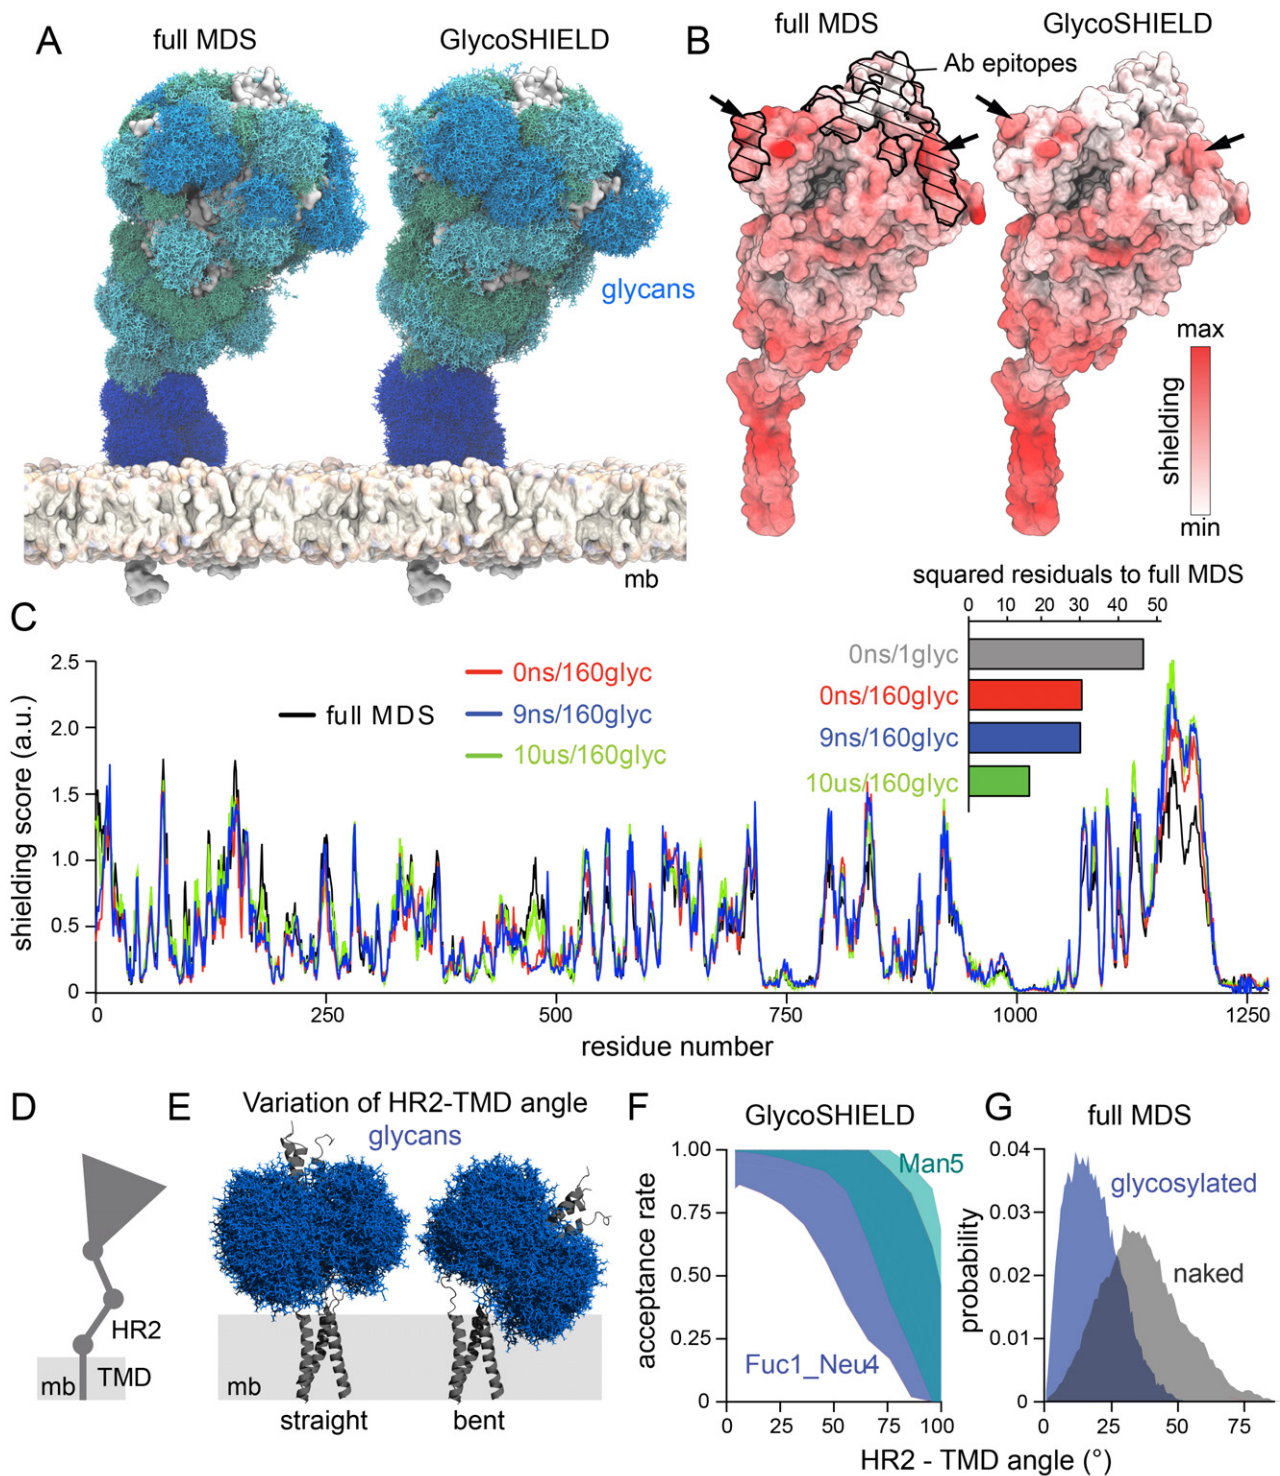 A
full MDS
GlycoSHIELD
glycans
mb
B
full MDS
GlycoSHIELD
Ab epitopes
max
shielding
min
C
squared residuals to full MDS
0 10 20 30 40 50
0ns/1glyc
0ns/160glyc
9ns/160glyc
10us/160glyc
full MDS
0ns/160glyc
9ns/160glyc
10us/160glyc
shielding score (a.u.)
2.5
2.0
1.5
1.0
0.5
0
0 250 500 750 1000 1250
residue number
D
HR2
TMD
mb
E
Variation of HR2-TMD angle
glycans
mb
straight
bent
F
GlycoSHIELD
acceptance rate
1.00
0.75
0.50
0.25
0
Man5
Fuc1_Neu4
0 25 50 75 100
G
full MDS
probability
0.04
0.03
0.02
0.01
0
glycosylated
naked
0 25 50 75
HR2 - TMD angle (°)